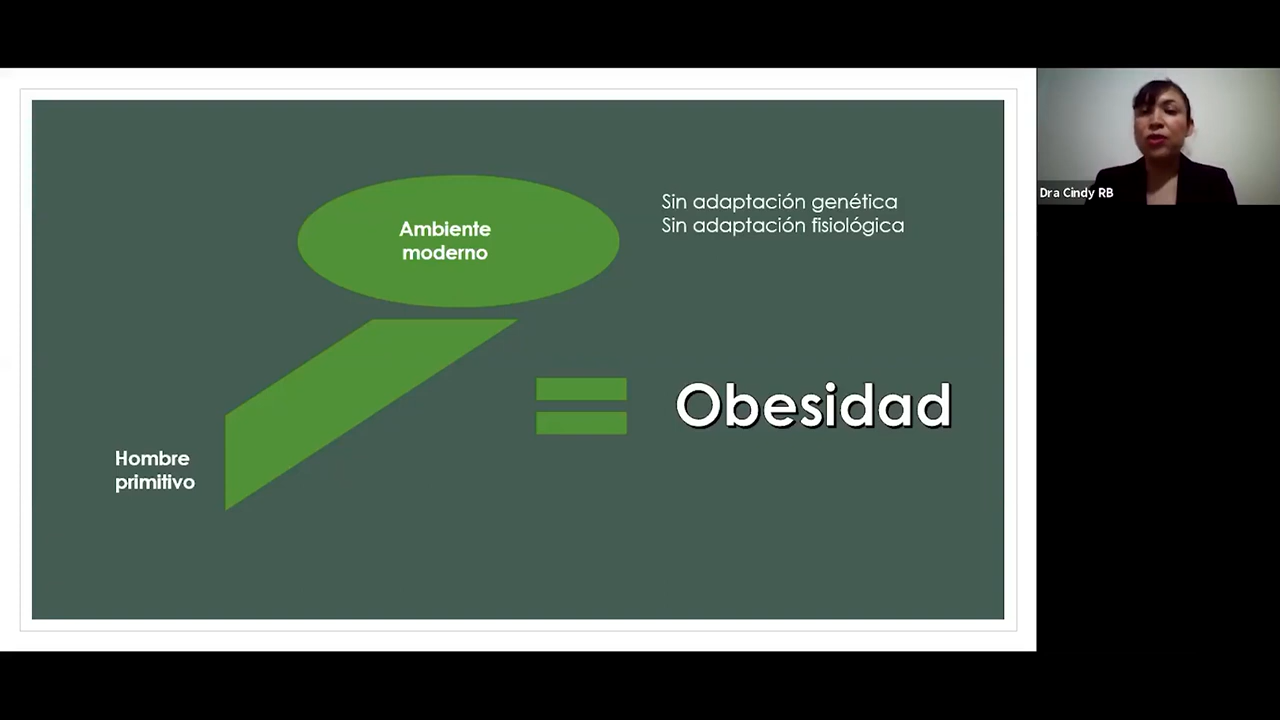 Ambiente
moderno
Sin adaptación genética
Sin adaptación fisiológica
Obesidad
Hombre
primitivo
Dra Cindy RB